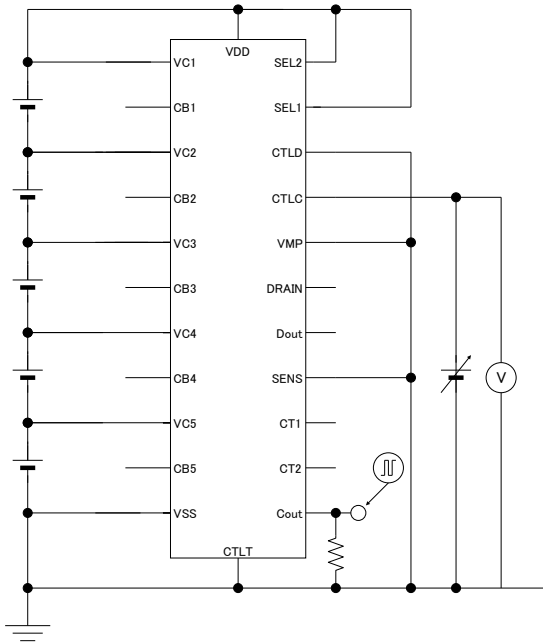 VDD
VC1 SEL2
CB1 SEL1
VC2 CTLD
CB2 CTLC
VC3 VMP
CB3 DRAIN
VC4 Dout
CB4 SENS
V
VC5 CT1
CB5 CT2
VSS Cout
CTLT